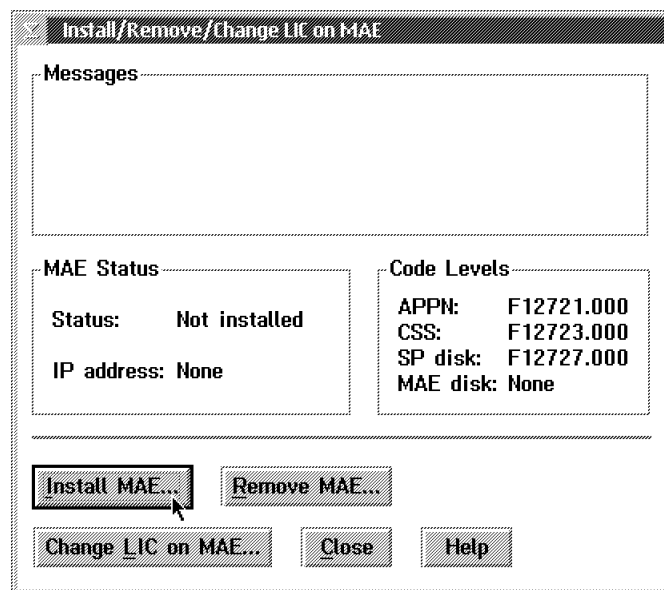 Install/Remove/Change LIC on MAE
Messages
MAE Status
Status: Not installed
IP address: None
Code Levels
APPN: F12721.000
CSS: F12723.000
SP disk: F12727.000
MAE disk: None
Install MAE...
Remove MAE...
Change LIC on MAE...
Close
Help